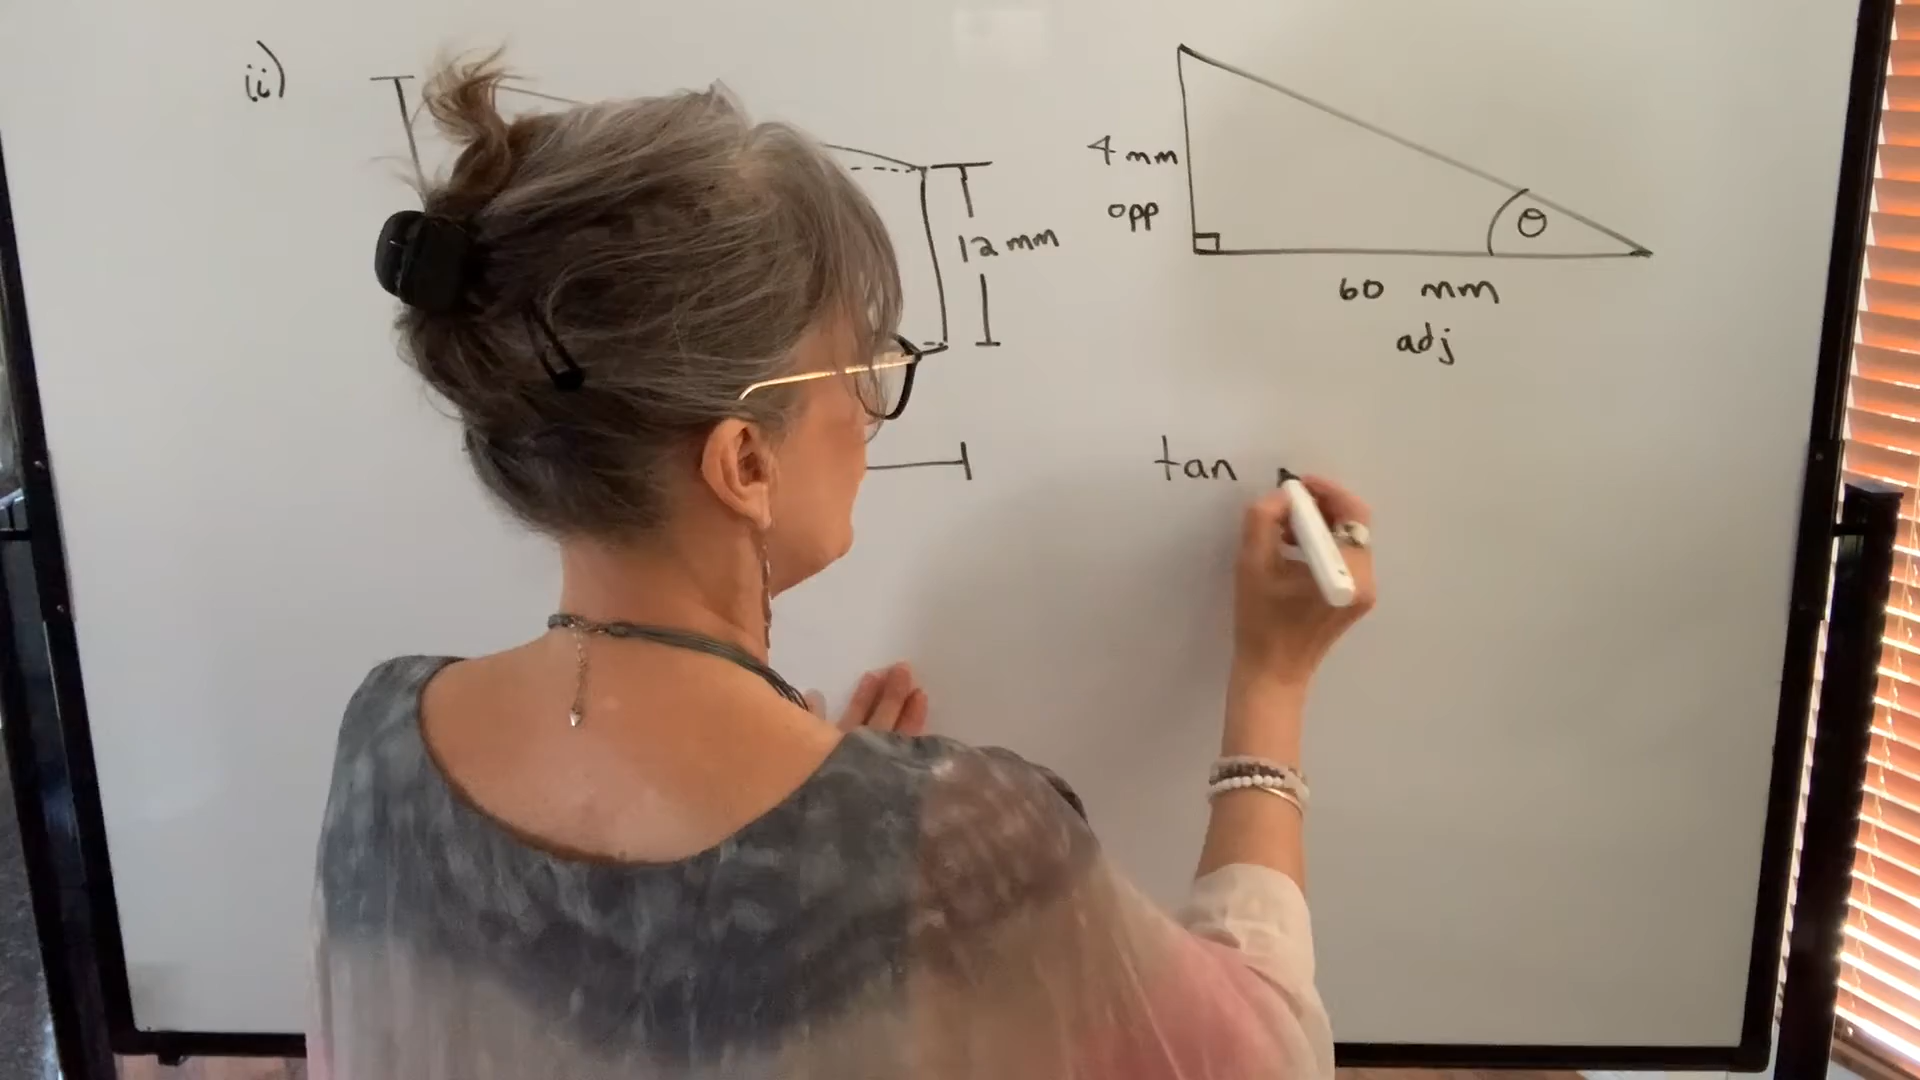 ii)
12 mm
4 mm
opp
θ
60 mm
adj
tan